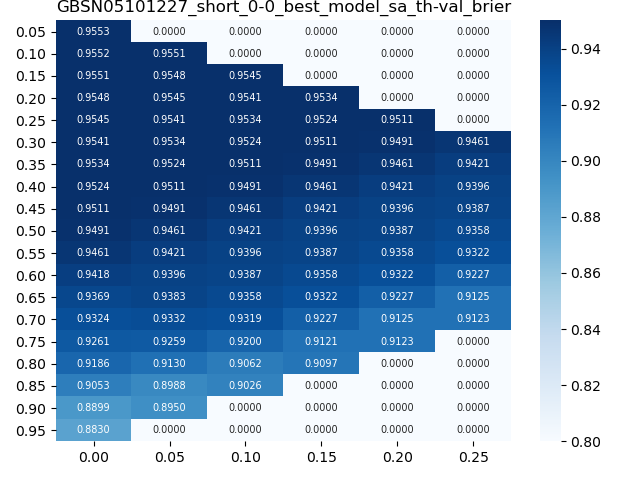 GBSN05101227_short_0-0_best_model_sa_th-val_brier
0.05 0.9553 0.0000 0.0000 0.0000 0.0000 0.0000
0.10 0.9552 0.9551 0.0000 0.0000 0.0000 0.0000
0.15 0.9551 0.9548 0.9545 0.0000 0.0000 0.0000
0.20 0.9548 0.9545 0.9541 0.9534 0.0000 0.0000
0.25 0.9545 0.9541 0.9534 0.9524 0.9511 0.0000
0.30 0.9541 0.9534 0.9524 0.9511 0.9491 0.9461
0.35 0.9534 0.9524 0.9511 0.9491 0.9461 0.9421
0.40 0.9524 0.9511 0.9491 0.9461 0.9421 0.9396
0.45 0.9511 0.9491 0.9461 0.9421 0.9396 0.9387
0.50 0.9491 0.9461 0.9421 0.9396 0.9387 0.9358
0.55 0.9461 0.9421 0.9396 0.9387 0.9358 0.9322
0.60 0.9418 0.9396 0.9387 0.9358 0.9322 0.9227
0.65 0.9369 0.9383 0.9358 0.9322 0.9227 0.9125
0.70 0.9324 0.9332 0.9319 0.9227 0.9125 0.9123
0.75 0.9261 0.9259 0.9200 0.9121 0.9123 0.0000
0.80 0.9186 0.9130 0.9062 0.9097 0.0000 0.0000
0.85 0.9053 0.8988 0.9026 0.0000 0.0000 0.0000
0.90 0.8899 0.8950 0.0000 0.0000 0.0000 0.0000
0.95 0.8830 0.0000 0.0000 0.0000 0.0000 0.0000
0.00 0.05 0.10 0.15 0.20 0.25
0.94
0.92
0.90
0.88
0.86
0.84
0.82
0.80